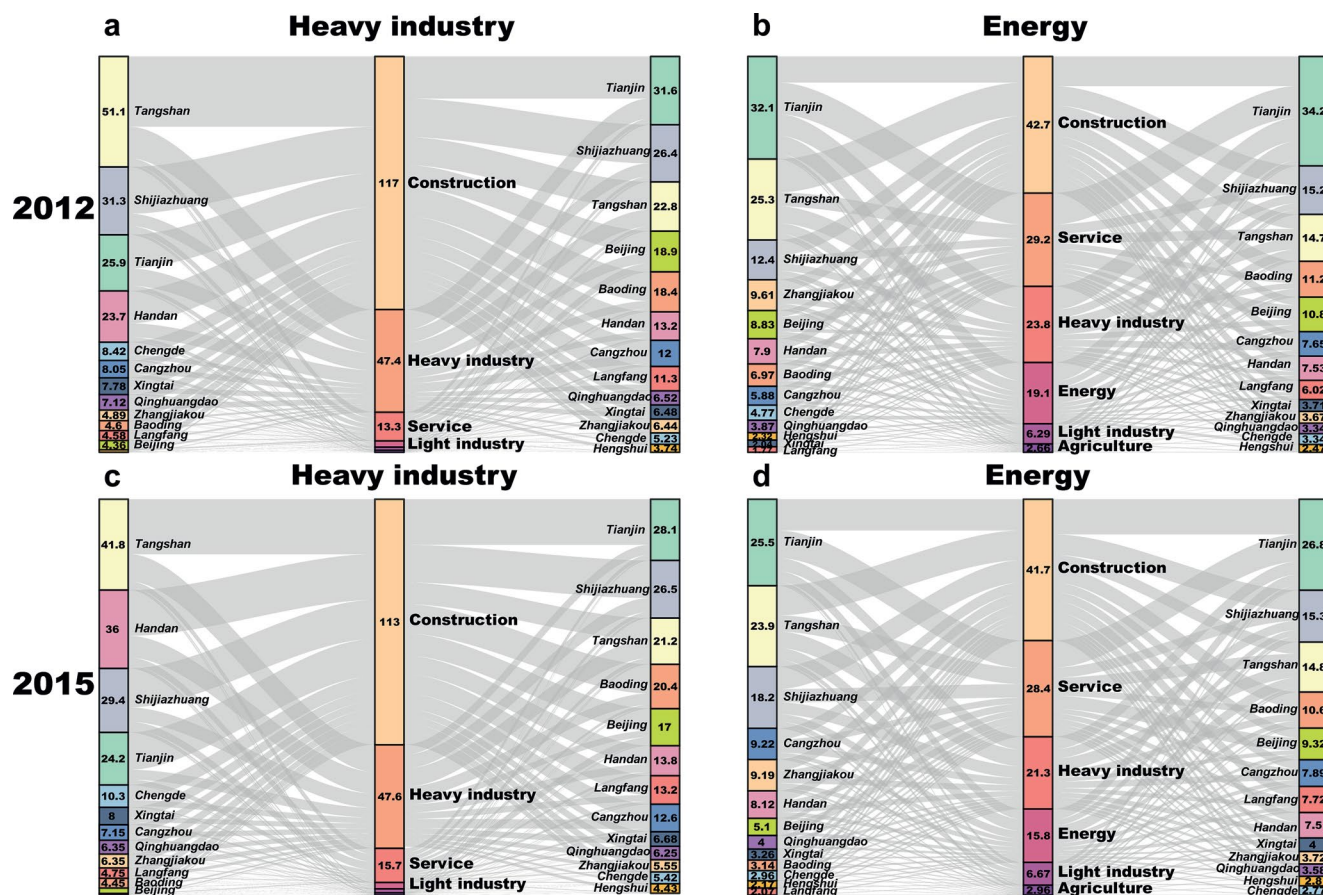 a
Heavy industry
b
Energy
2012
51.1 Tangshan
31.3 Shijiazhuang
25.9 Tianjin
23.7 Handan
8.42 Chengde
8.05 Cangzhou
7.78 Xingtai
7.12 Qinghuangdao
4.89 Zhangjiakou
4.6 Baoding
4.58 Langfang
4.36 Beijing
117 Construction
47.4 Heavy industry
13.3 Service
Light industry
Tianjin 31.6
Shijiazhuang 26.4
Tangshan 22.8
Beijing 18.9
Baoding 18.4
Handan 13.2
Cangzhou 12
Langfang 11.3
Qinghuangdao 6.52
Xingtai 6.48
Zhangjiakou 6.44
Chengde 5.23
Hengshui 3.74
32.1 Tianjin
25.3 Tangshan
12.4 Shijiazhuang
9.61 Zhangjiakou
8.83 Beijing
7.9 Handan
6.97 Baoding
5.88 Cangzhou
4.77 Chengde
3.87 Qinghuangdao
2.32 Hengshui
2.04 Xingtai
1.77 Langfang
42.7 Construction
29.2 Service
23.8 Heavy industry
19.1 Energy
6.29 Light industry
2.66 Agriculture
Tianjin 34.2
Shijiazhuang 15.2
Tangshan 14.7
Baoding 11.2
Beijing 10.8
Cangzhou 7.65
Handan 7.53
Langfang 6.02
Xingtai 3.71
Zhangjiakou 3.67
Qinghuangdao 3.34
Chengde 3.34
Hengshui 2.47
c
Heavy industry
d
Energy
2015
41.8 Tangshan
36 Handan
29.4 Shijiazhuang
24.2 Tianjin
10.3 Chengde
8 Xingtai
7.15 Cangzhou
6.35 Qinghuangdao
6.35 Zhangjiakou
4.75 Langfang
4.45 Baoding
Beijing
113 Construction
47.6 Heavy industry
15.7 Service
Light industry
Tianjin 28.1
Shijiazhuang 26.5
Tangshan 21.2
Baoding 20.4
Beijing 17
Handan 13.8
Langfang 13.2
Cangzhou 12.6
Xingtai 6.68
Qinghuangdao 6.25
Zhangjiakou 5.55
Chengde 5.42
Hengshui 4.43
25.5 Tianjin
23.9 Tangshan
18.2 Shijiazhuang
9.22 Cangzhou
9.19 Zhangjiakou
8.12 Handan
5.1 Beijing
4 Qinghuangdao
3.26 Xingtai
3.14 Baoding
2.96 Chengde
2.17 Hengshui
2.07 Langfang
41.7 Construction
28.4 Service
21.3 Heavy industry
15.8 Energy
6.67 Light industry
2.96 Agriculture
Tianjin 26.8
Shijiazhuang 15.3
Tangshan 14.8
Baoding 10.6
Beijing 9.32
Cangzhou 7.89
Langfang 7.72
Handan 7.5
Xingtai 4
Zhangjiakou 3.72
Qinghuangdao
Hengshui
Chengde